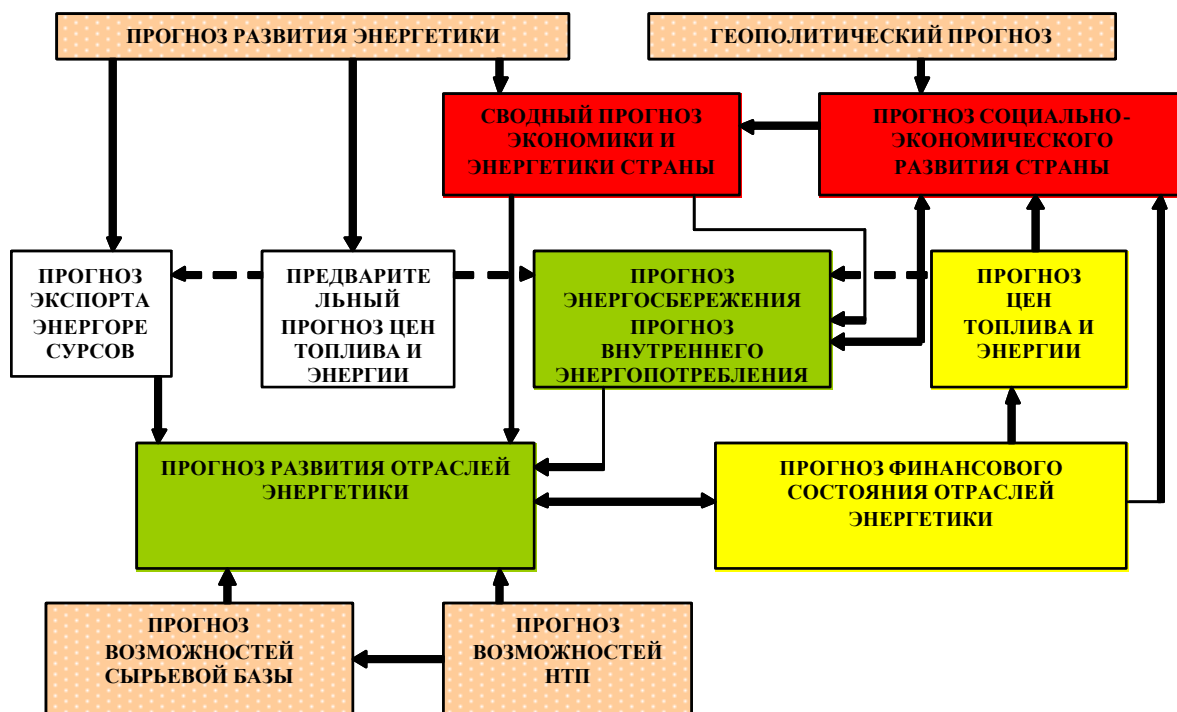 ПРОГНОЗ РАЗВИТИЯ ЭНЕРГЕТИКИ
ГЕОПОЛИТИЧЕСКИЙ ПРОГНОЗ
СВОДНЫЙ ПРОГНОЗ
ЭКОНОМИКИ И
ЭНЕРГЕТИКИ СТРАНЫ
ПРОГНОЗ СОЦИАЛЬНО-
ЭКОНОМИЧЕСКОГО
РАЗВИТИЯ СТРАНЫ
ПРОГНОЗ
ЭКСПОРТА
ЭНЕРГОРЕ
СУРСОВ
ПРЕДВАРИТЕ
ЛЬНЫЙ
ПРОГНОЗ ЦЕН
ТОПЛИВА И
ЭНЕРГИИ
ПРОГНОЗ
ЭНЕРГОСБЕРЕЖЕНИЯ
ПРОГНОЗ
ВНУТРЕННЕГО
ЭНЕРГОПОТРЕБЛЕНИЯ
ПРОГНОЗ
ЦЕН
ТОПЛИВА И
ЭНЕРГИИ
ПРОГНОЗ РАЗВИТИЯ ОТРАСЛЕЙ
ЭНЕРГЕТИКИ
ПРОГНОЗ ФИНАНСОВОГО
СОСТОЯНИЯ ОТРАСЛЕЙ
ЭНЕРГЕТИКИ
ПРОГНОЗ
ВОЗМОЖНОСТЕЙ
СЫРЬЕВОЙ БАЗЫ
ПРОГНОЗ
ВОЗМОЖНОСТЕЙ
НТП